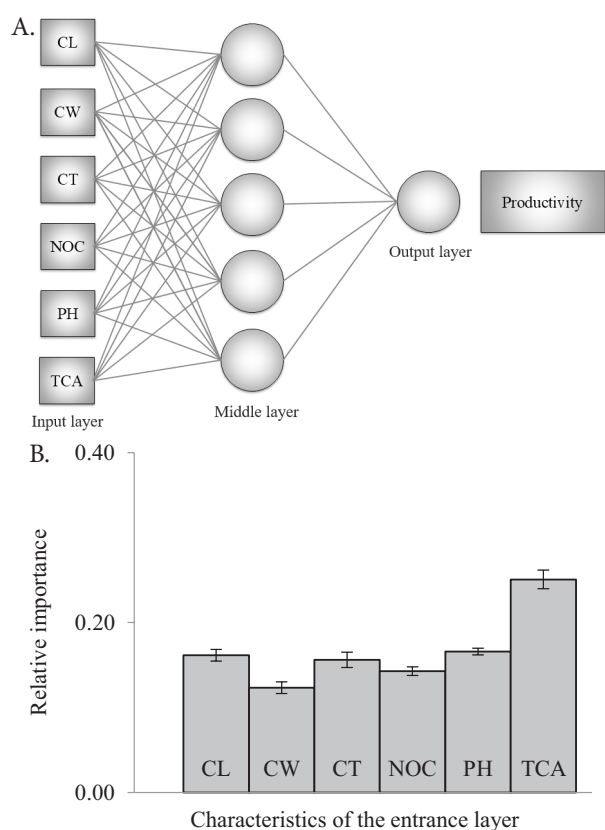 A.
CL
CW
CT
NOC
PH
TCA
Input layer
Middle layer
Output layer
Productivity
B.
0.40
0.20
0.00
Relative importance
CL CW CT NOC PH TCA
Characteristics of the entrance layer